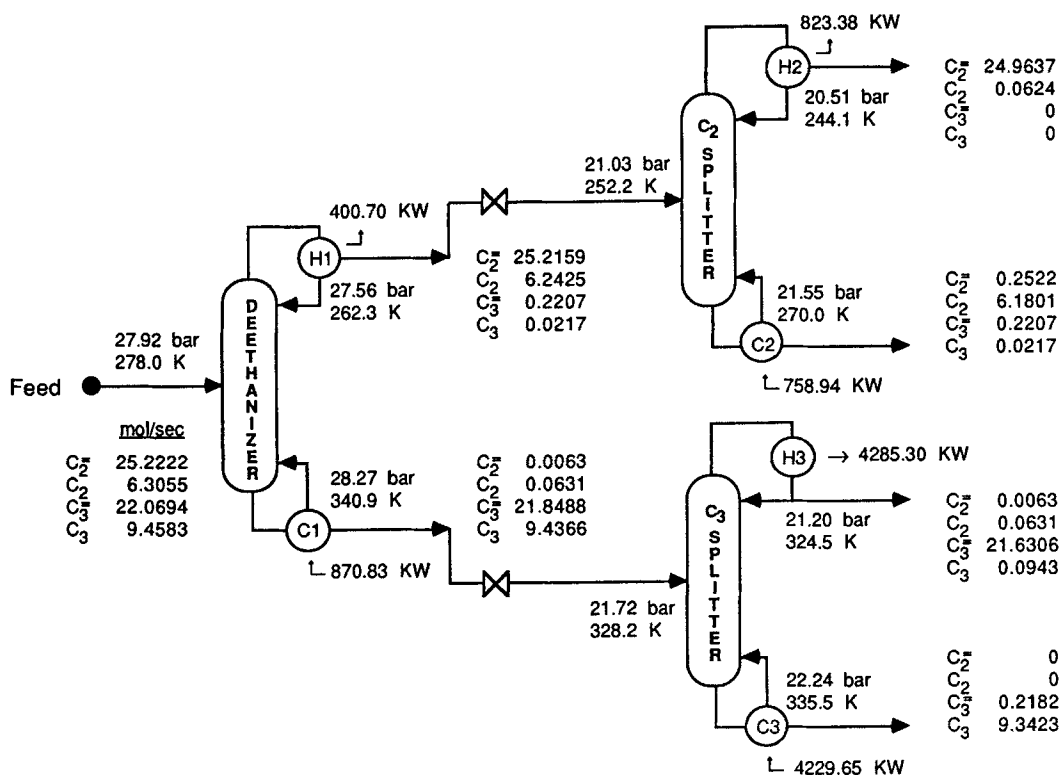 823.38 KW
H2
20.51 bar
244.1 K
C₂⁼ 24.9637
C₂ 0.0624
C₃⁼ 0
C₃ 0
C₂ SPLITTER
21.03 bar
252.2 K
400.70 KW
H1
27.56 bar
262.3 K
C₂⁼ 25.2159
C₂ 6.2425
C₃⁼ 0.2207
C₃ 0.0217
21.55 bar
270.0 K
C2
758.94 KW
C₂⁼ 0.2522
C₂ 6.1801
C₃⁼ 0.2207
C₃ 0.0217
DEETHANIZER
27.92 bar
278.0 K
Feed
mol/sec
C₂⁼ 25.2222
C₂ 6.3055
C₃⁼ 22.0694
C₃ 9.4583
28.27 bar
340.9 K
C1
870.83 KW
C₂⁼ 0.0063
C₂ 0.0631
C₃⁼ 21.8488
C₃ 9.4366
H3
4285.30 KW
21.20 bar
324.5 K
C₂⁼ 0.0063
C₂ 0.0631
C₃⁼ 21.6306
C₃ 0.0943
C₃ SPLITTER
21.72 bar
328.2 K
22.24 bar
335.5 K
C3
4229.65 KW
C₂⁼ 0
C₂ 0
C₃⁼ 0.2182
C₃ 9.3423